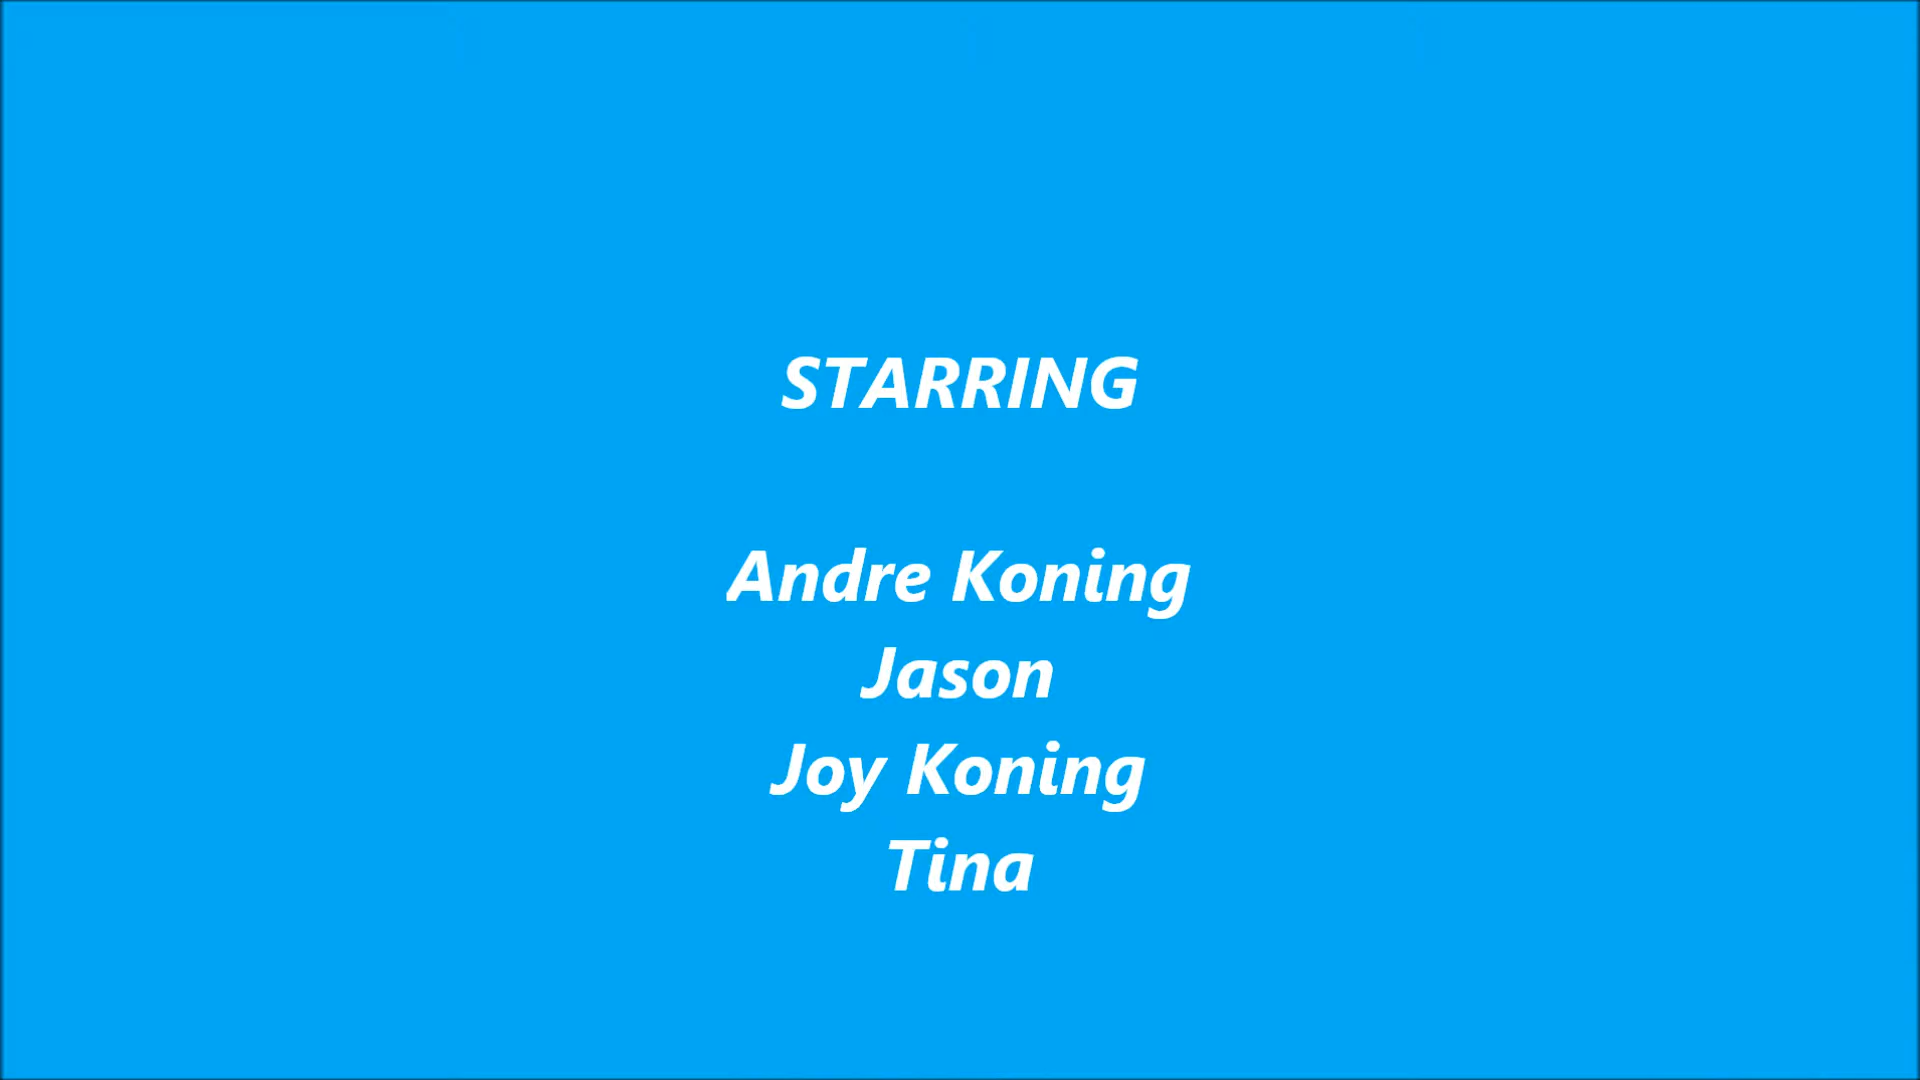 STARRING
Andre Koning
Jason
Joy Koning
Tina